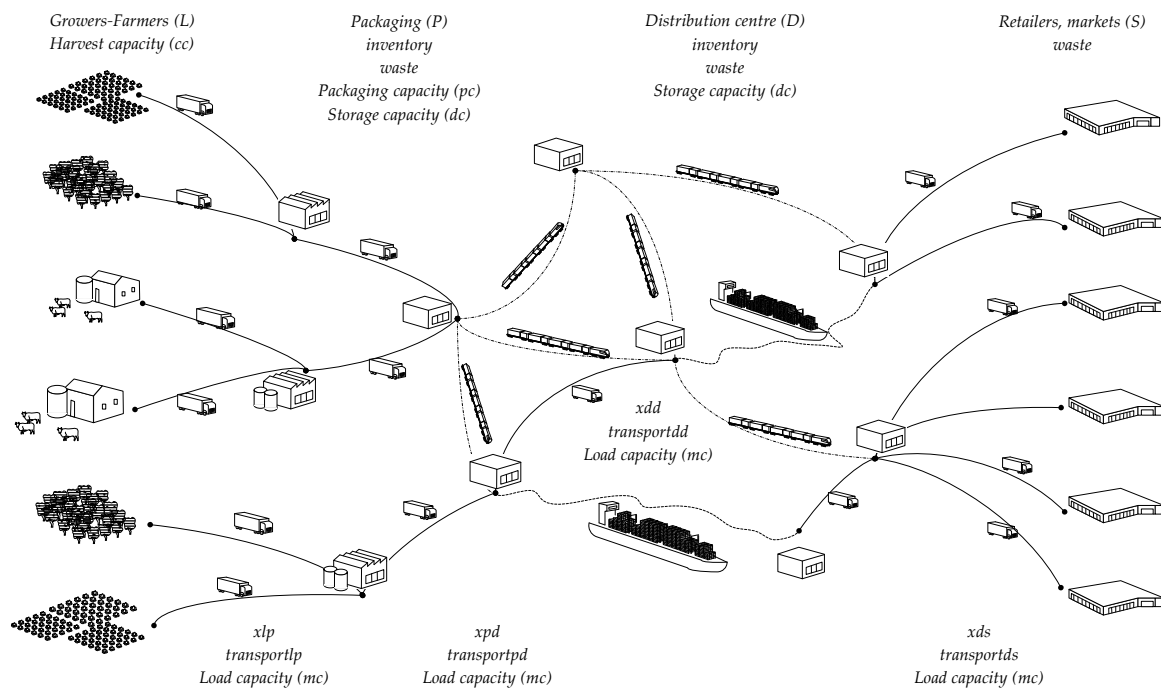 Growers-Farmers (L)
Harvest capacity (cc)
Packaging (P)
inventory
waste
Packaging capacity (pc)
Storage capacity (dc)
Distribution centre (D)
inventory
waste
Storage capacity (dc)
Retailers, markets (S)
waste
xdd
transportdd
Load capacity (mc)
xlp
transportlp
Load capacity (mc)
xpd
transportpd
Load capacity (mc)
xds
transportds
Load capacity (mc)